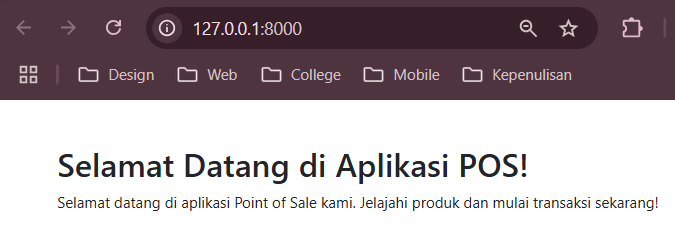 127.0.0.1:8000
Design Web College Mobile Kepenulisan
Selamat Datang di Aplikasi POS!
Selamat datang di aplikasi Point of Sale kami. Jelajahi produk dan mulai transaksi sekarang!